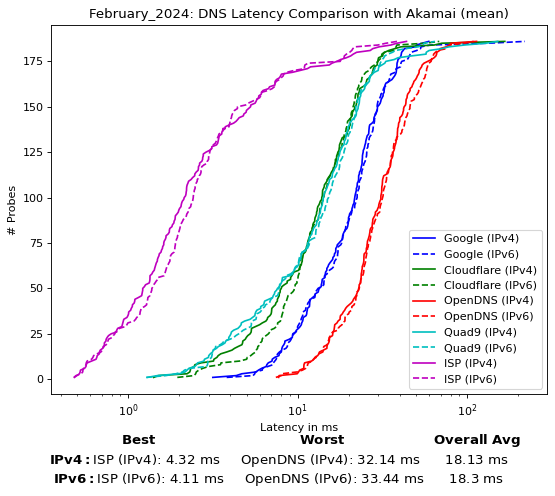 February_2024: DNS Latency Comparison with Akamai (mean)
# Probes
175
150
125
100
75
50
25
0
Google (IPv4)
Google (IPv6)
Cloudflare (IPv4)
Cloudflare (IPv6)
OpenDNS (IPv4)
OpenDNS (IPv6)
Quad9 (IPv4)
Quad9 (IPv6)
ISP (IPv4)
ISP (IPv6)
10⁰ 10¹ 10²
Latency in ms
Best Worst Overall Avg
IPv4: ISP (IPv4): 4.32 ms OpenDNS (IPv4): 32.14 ms 18.13 ms
IPv6: ISP (IPv6): 4.11 ms OpenDNS (IPv6): 33.44 ms 18.3 ms